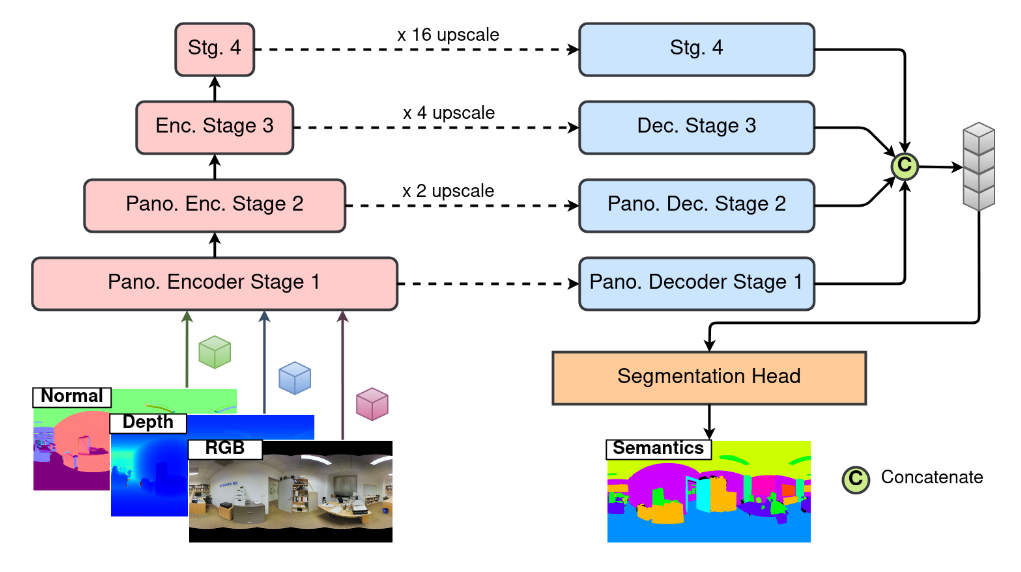 Stg. 4
x 16 upscale
Stg. 4
Enc. Stage 3
x 4 upscale
Dec. Stage 3
C
Pano. Enc. Stage 2
x 2 upscale
Pano. Dec. Stage 2
Pano. Encoder Stage 1
Pano. Decoder Stage 1
Segmentation Head
Normal
Depth
RGB
Semantics
C
Concatenate